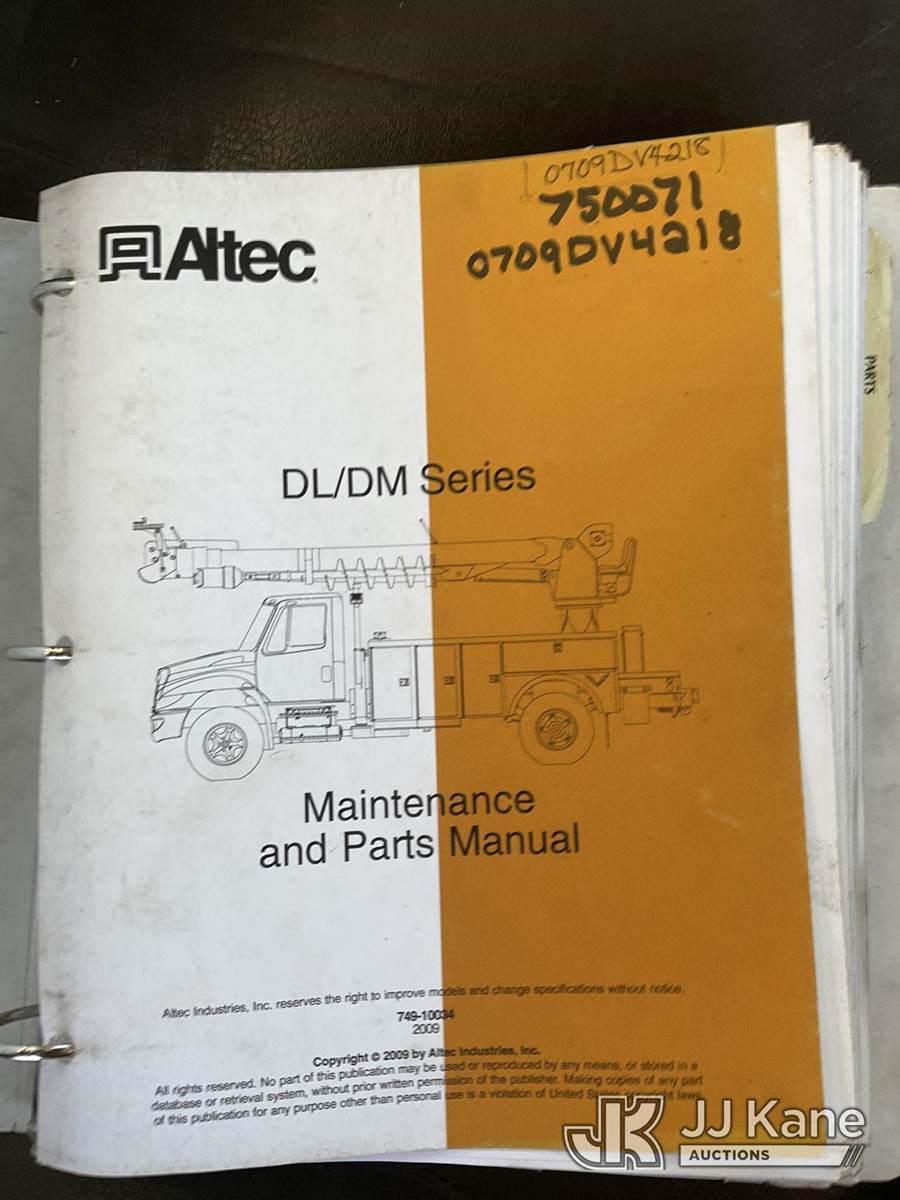 0709DV4218
750071
0709DV4218
Altec
PARTS
DL/DM Series
Maintenance
and Parts Manual
Altec Industries, Inc. reserves the right to improve models and change specifications without notice.
749-10034
2009
Copyright © 2009 by Altec Industries, Inc.
All rights reserved. No part of this publication may be used or reproduced by any means, or stored in a
database or retrieval system, without prior written permission of the publisher. Making copies of any part
of this publication for any purpose other than personal use is a violation of United States copyright laws.
JK JJ Kane
AUCTIONS